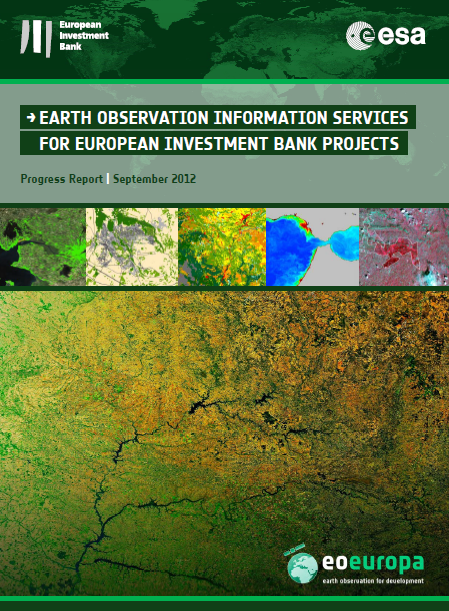 European
Investment
Bank
esa
EARTH OBSERVATION INFORMATION SERVICES
FOR EUROPEAN INVESTMENT BANK PROJECTS
Progress Report | September 2012
eoeuropa
earth observation for development